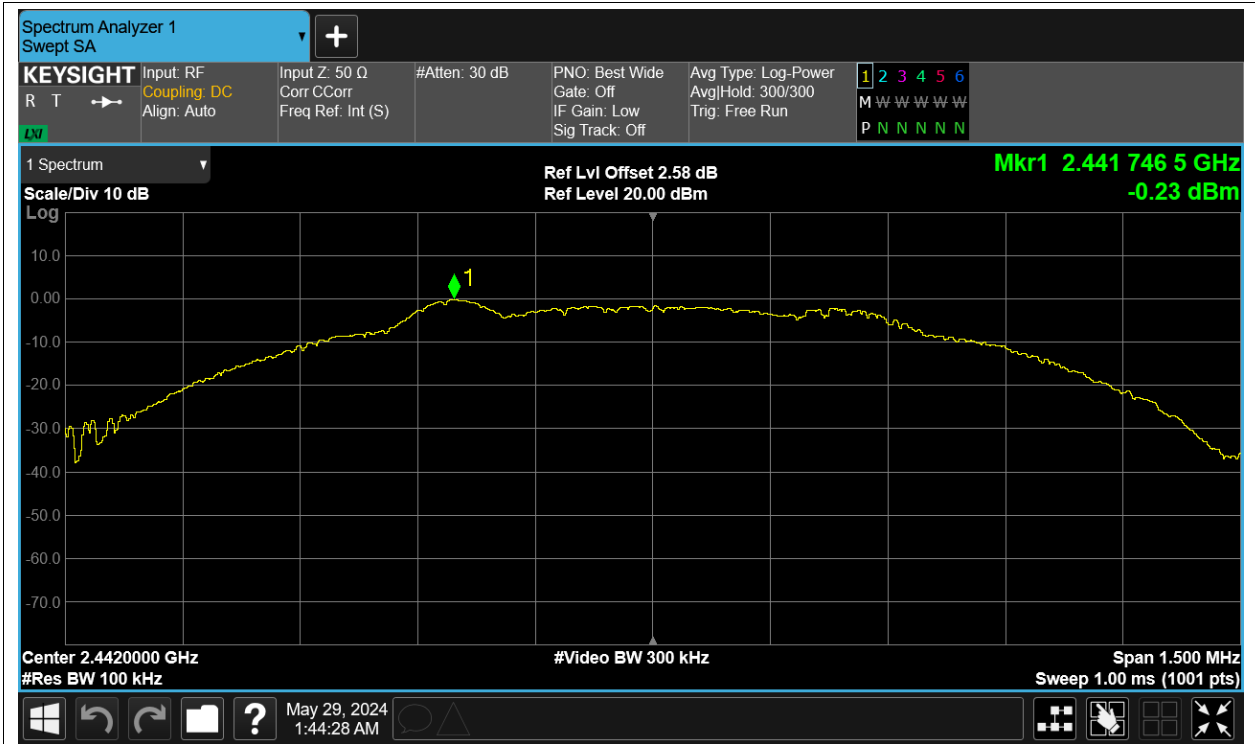 Spectrum Analyzer 1
Swept SA
KEYSIGHT
R T
LXI
Input: RF
Coupling: DC
Align: Auto
Input Z: 50 Ω
Corr CCorr
Freq Ref: Int (S)
#Atten: 30 dB
PNO: Best Wide
Gate: Off
IF Gain: Low
Sig Track: Off
Avg Type: Log-Power
Avg|Hold: 300/300
Trig: Free Run
1 2 3 4 5 6
M W W W W W W
P N N N N N N
1 Spectrum
Scale/Div 10 dB
Log
Ref Lvl Offset 2.58 dB
Ref Level 20.00 dBm
Mkr1 2.441 746 5 GHz
-0.23 dBm
10.0
0.00
-10.0
-20.0
-30.0
-40.0
-50.0
-60.0
-70.0
1
Center 2.4420000 GHz
#Res BW 100 kHz
#Video BW 300 kHz
Span 1.500 MHz
Sweep 1.00 ms (1001 pts)
?
May 29, 2024
1:44:28 AM